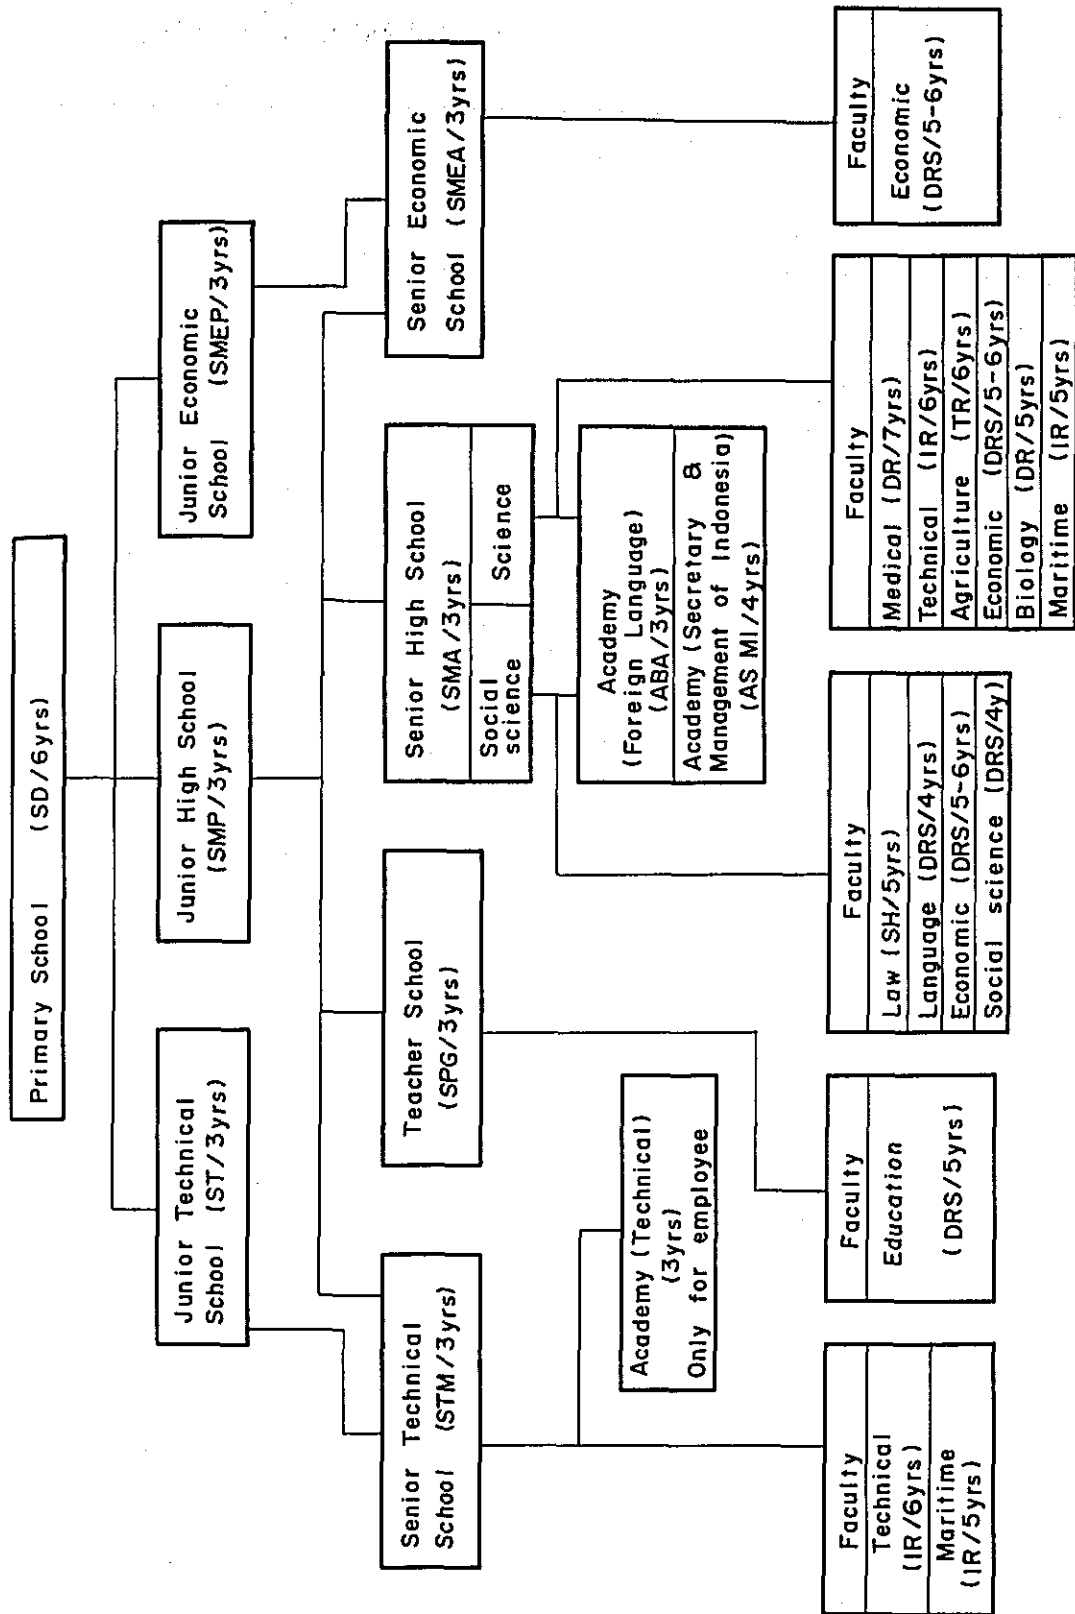 Primary School (SD/6yrs)
Junior Technical
School (ST/3yrs)
Junior High School
(SMP/3yrs)
Junior Economic
School (SMEP/3yrs)
Senior Technical
School (STM/3yrs)
Teacher School
(SPG/3yrs)
Senior High School
(SMA/3yrs)
Social
science
Science
Senior Economic
School (SMEA/3yrs)
Academy (Technical)
(3yrs)
Only for employee
Academy
(Foreign Language)
(ABA/3yrs)
Academy (Secretary &
Management of Indonesia)
(AS MI/4yrs)
Faculty
Technical
(IR/6yrs)
Maritime
(IR/5yrs)
Faculty
Education
(DRS/5yrs)
Faculty
Law (SH/5yrs)
Language (DRS/4yrs)
Economic (DRS/5-6yrs)
Social science (DRS/4y)
Faculty
Medical (DR/7yrs)
Technical (IR/6yrs)
Agriculture (TR/6yrs)
Economic (DRS/5-6yrs)
Biology (DR/5yrs)
Maritime (IR/5yrs)
Faculty
Economic
(DRS/5-6yrs)